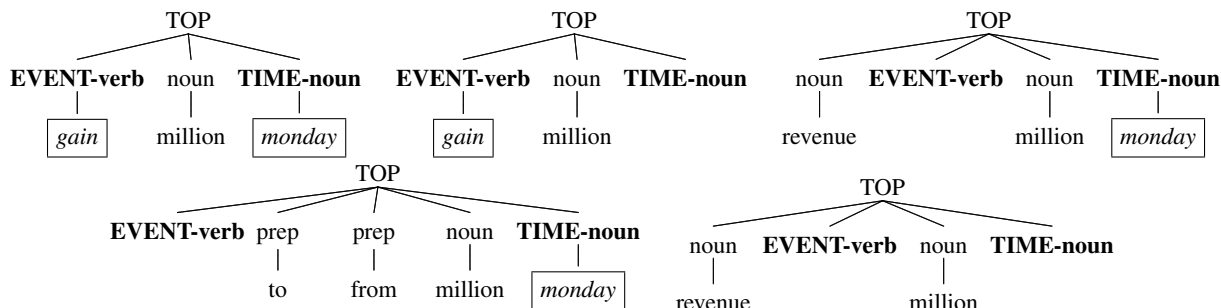 TOP TOP TOP
EVENT-verb noun TIME-noun EVENT-verb noun TIME-noun noun EVENT-verb noun TIME-noun
gain million monday gain million revenue million monday
TOP TOP
EVENT-verb prep prep noun TIME-noun noun EVENT-verb noun TIME-noun
to from million monday revenue million